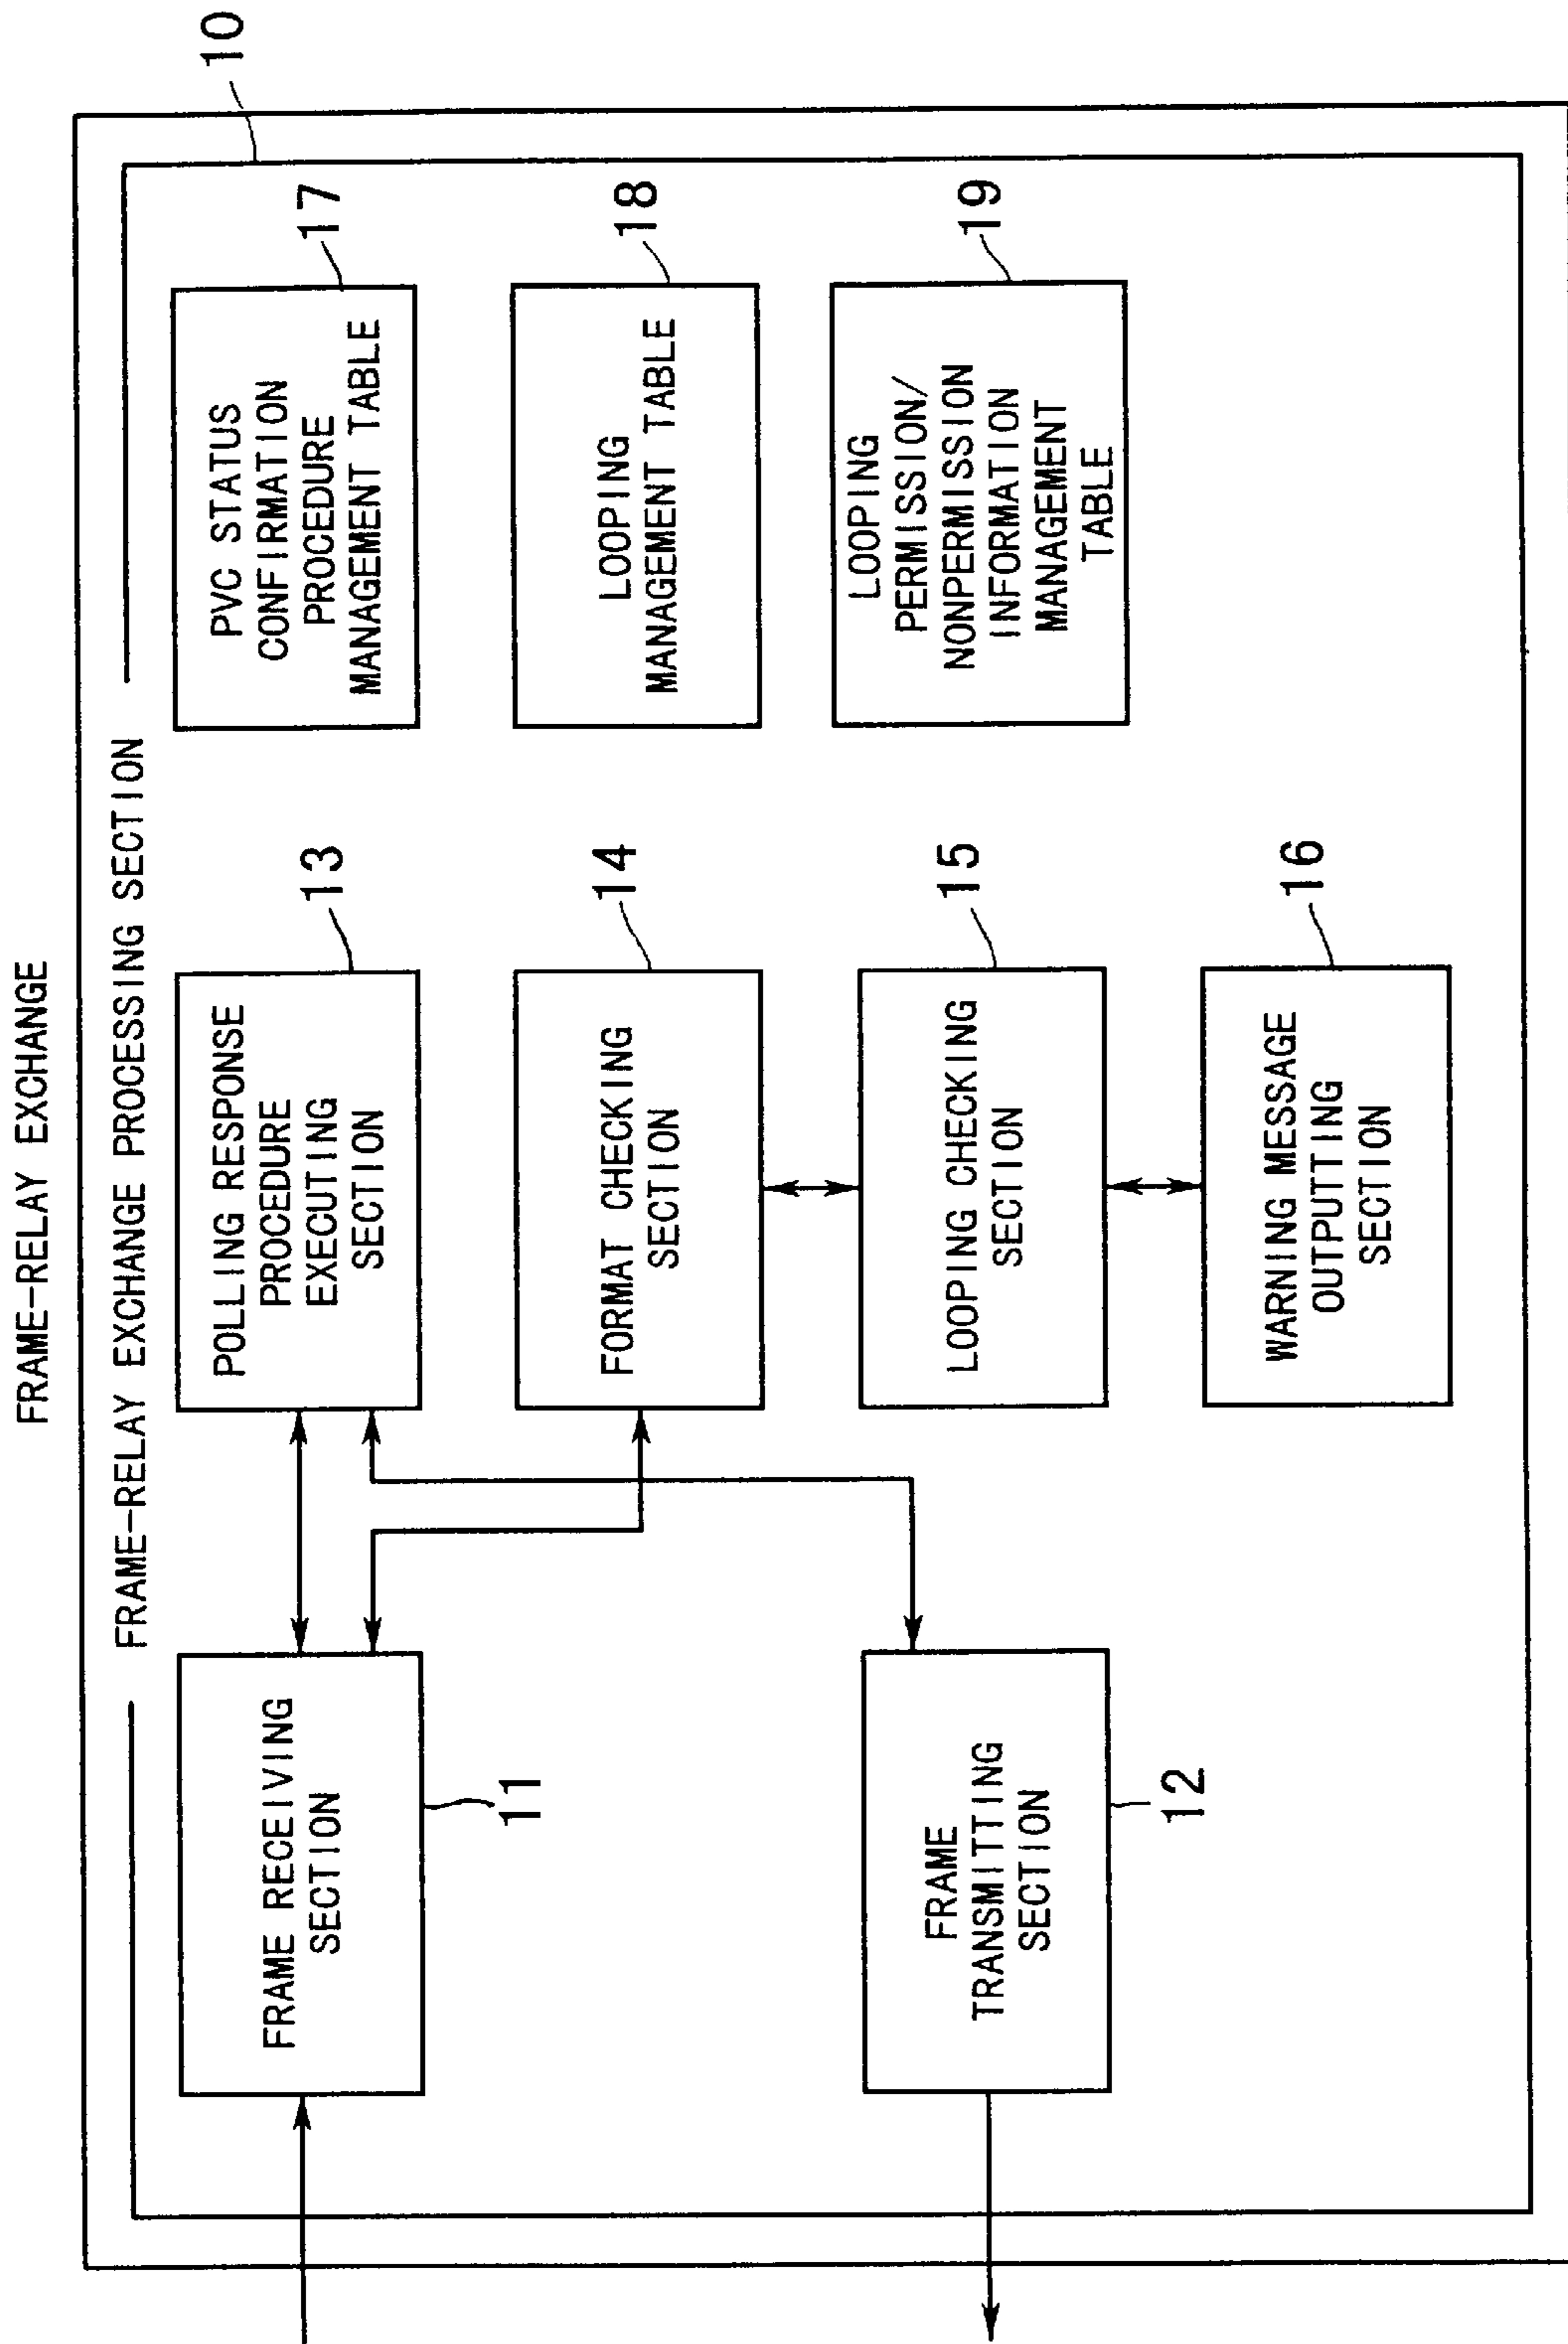 FRAME-RELAY EXCHANGE
FRAME-RELAY EXCHANGE PROCESSING SECTION
10
FRAME RECEIVING
SECTION
11
FRAME
TRANSMITTING
SECTION
12
POLLING RESPONSE
PROCEDURE
EXECUTING
SECTION
13
FORMAT CHECKING
SECTION
14
LOOPING CHECKING
SECTION
15
WARNING MESSAGE
OUTPUTTING
SECTION
16
PVC STATUS
CONFIRMATION
PROCEDURE
MANAGEMENT TABLE
17
LOOPING
MANAGEMENT TABLE
18
LOOPING
PERMISSION/
NONPERMISSION
INFORMATION
MANAGEMENT
TABLE
19